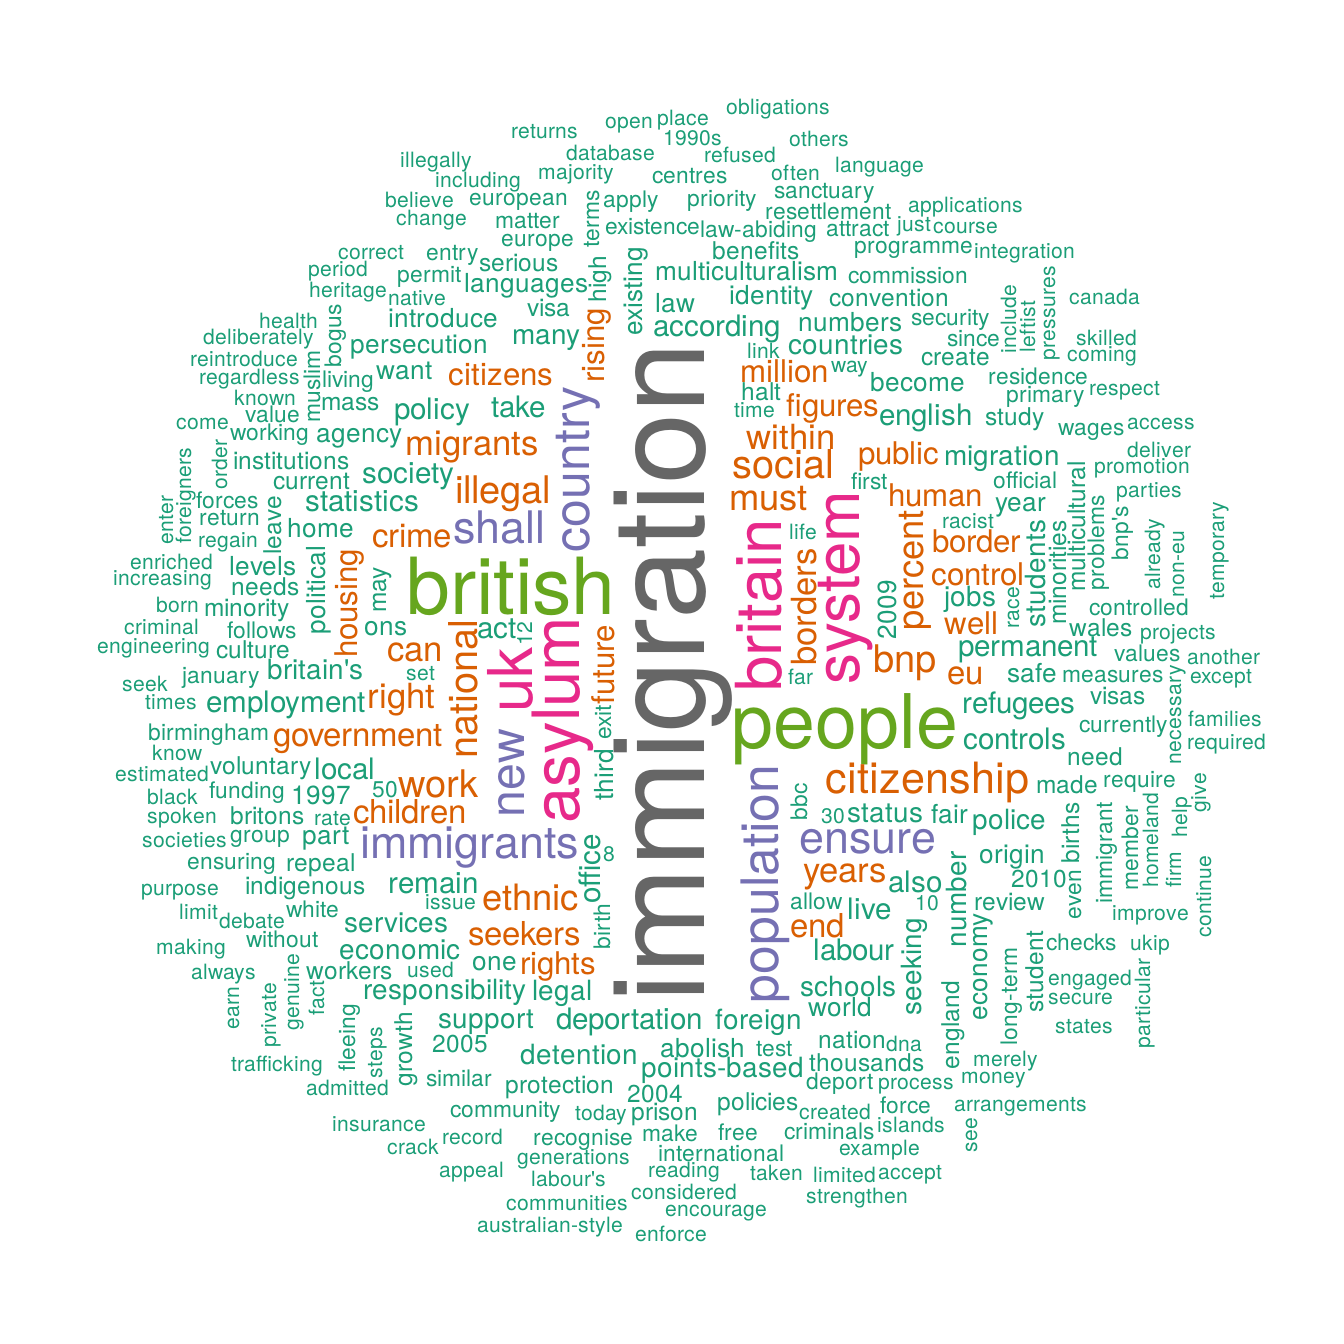 obligations
open
place
returns
1990s
others
database
refused
illegally
majority
centres
often
language
including
sanctuary
believe
european
terms
apply
priority
resettlement
applications
change
matter
existence
law-abiding
attract
just
course
europe
correct
entry
benefits
programme
integration
period
permit
serious
high
existing
multiculturalism
commission
heritage
native
languages
visa
law
identity
convention
canada
health
introduce
many
rising
according
numbers
security
include
leftist
pressures
deliberately
bogus
persecution
link
countries
since
skilled
reintroduce
create
coming
regardless
muslim
living
want
citizens
million
way
become
residence
known
mass
halt
primary
respect
value
policy
take
country
time
figures
english
study
come
working
agency
migrants
within
wages
access
order
institutions
society
social
public
migration
deliver
foreigners
current
illegal
immigration
first
official
promotion
enter
forces
statistics
must
human
year
multicultural
parties
return
leave
home
crime
shall
system
percent
racist
students
minorities
problems
bnp's
already
non-eu
temporary
regain
britain
life
border
enriched
levels
political
housing
may
british
borders
2009
control
race
increasing
needs
jobs
born
minority
controlled
criminal
follows
ons
national
act
12
well
wales
projects
engineering
culture
can
uk
asylum
future
bnp
permanent
values
another
january
britain's
set
far
eu
safe
measures
necessary
except
seek
times
employment
right
people
refugees
visas
birmingham
government
new
third
exit
controls
currently
families
know
need
required
estimated
voluntary
local
work
population
bbc
citizenship
made
require
give
black
funding
1997
50
spoken
britons
rate
children
30
status
fair
police
births
immigrant
member
homeland
help
societies
group
part
immigrants
office
8
ensure
ensuring
repeal
years
origin
firm
continue
purpose
indigenous
remain
also
2010
even
limit
issue
ethnic
birth
allow
live
10
number
review
improve
debate
white
services
seekers
end
seeking
economy
making
without
economic
labour
student
checks
ukip
always
workers
used
one
rights
schools
long-term
engaged
particular
earn
private
genuine
fact
responsibility
legal
world
england
secure
fleeing
steps
growth
support
deportation
foreign
states
2005
nation
dna
trafficking
detention
abolish
test
thousands
merely
admitted
similar
protection
points-based
deport
process
money
2004
community
today
prison
policies
created
force
arrangements
insurance
record
recognise
make
free
criminals
islands
see
crack
generations
international
example
appeal
labour's
reading
taken
limited
accept
communities
considered
strengthen
encourage
australian-style
enforce